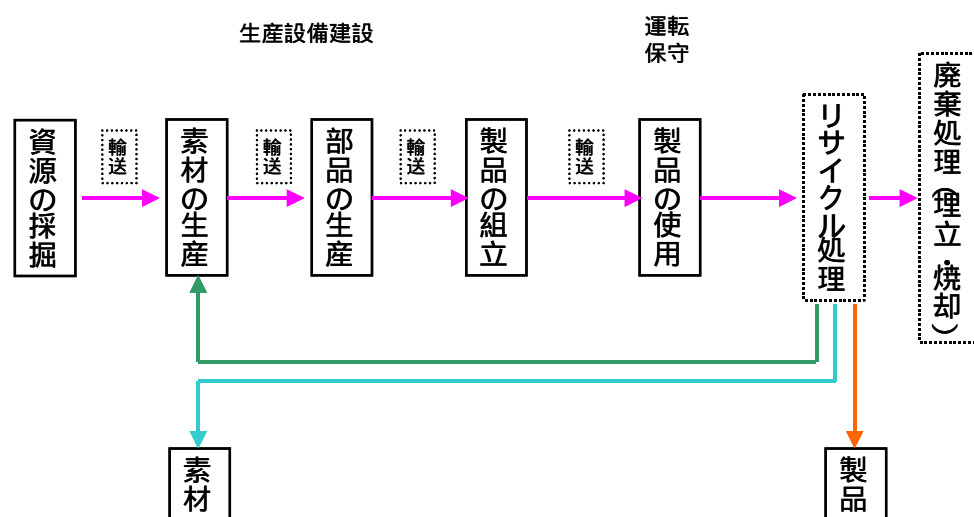 生産設備建設
運転
保守
資源の採掘
輸送
素材の生産
輸送
部品の生産
輸送
製品の組立
輸送
製品の使用
リサイクル処理
廃棄処理(埋立・焼却)
素材
製品